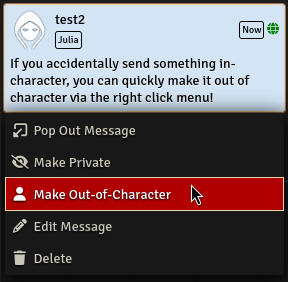 test2
Julia
Now
If you accidentally send something in-
character, you can quickly make it out of
character via the right click menu!
Pop Out Message
Make Private
Make Out-of-Character
Edit Message
Delete